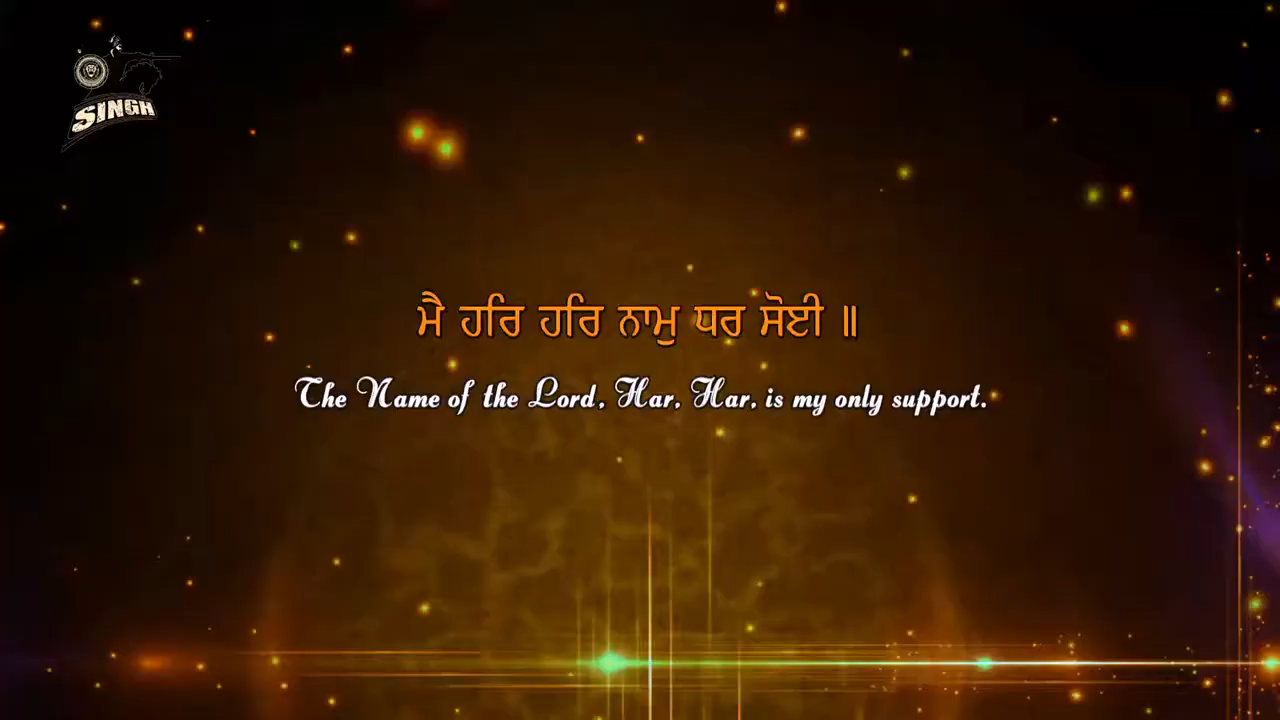 SINGH
ਮੈ ਹਰਿ ਹਰਿ ਨਾਮੁ ਧਰ ਸੋਈ ॥
The Name of the Lord, Har, Har, is my only support.